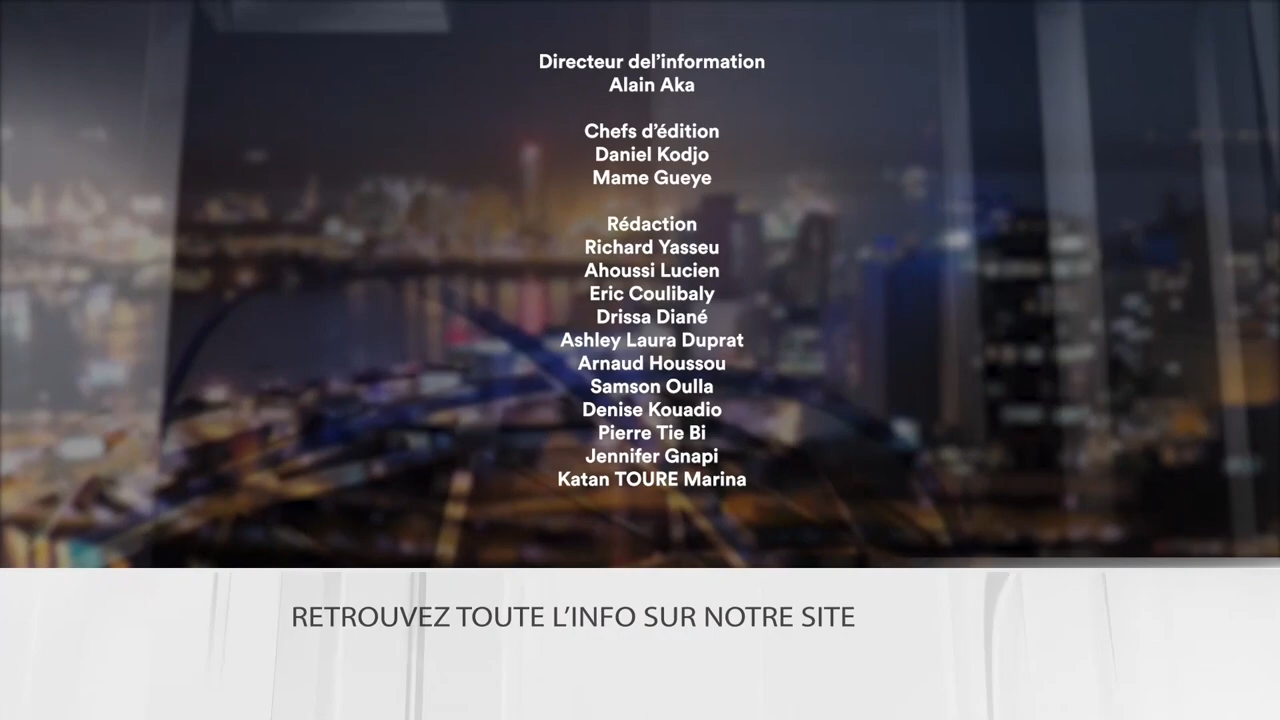 Directeur del’information
Alain Aka
Chefs d’édition
Daniel Kodjo
Mame Gueye
Rédaction
Richard Yasseu
Ahoussi Lucien
Eric Coulibaly
Drissa Diané
Ashley Laura Duprat
Arnaud Houssou
Samson Oulla
Denise Kouadio
Pierre Tie Bi
Jennifer Gnapi
Katan TOURE Marina
RETROUVEZ TOUTE L’INFO SUR NOTRE SITE